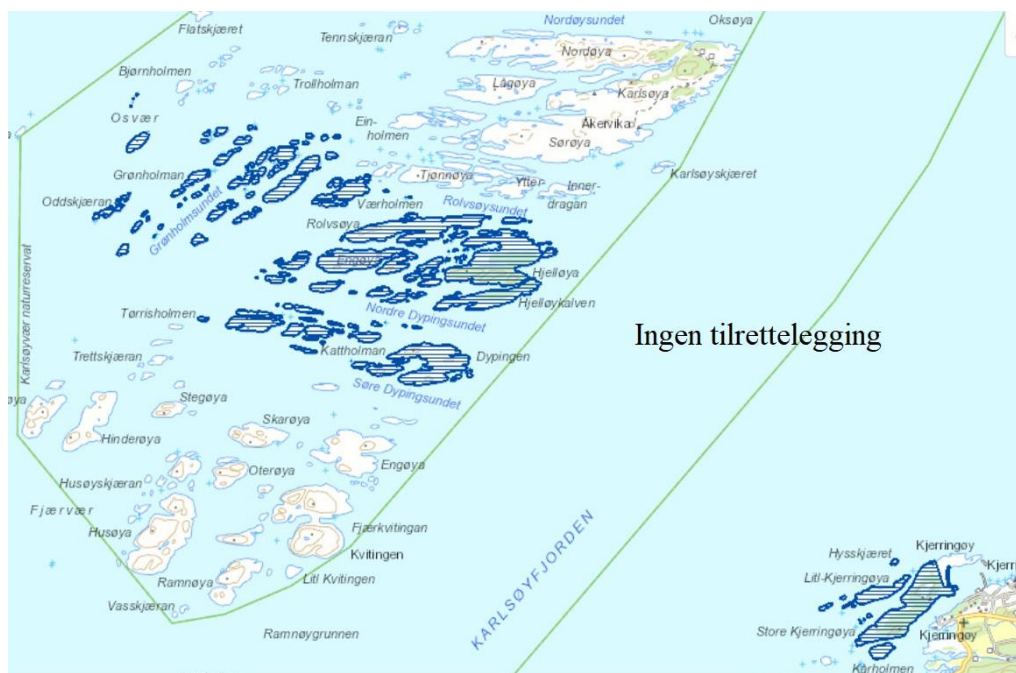 Nordøysundet
Oksøya
Flatskjæret
Tennskjæran
Nordøya
Bjørnholmen
Trollholman
Lågøya
Karlsøya
Osvær
Ein-
holmen
Åkervika
Sørøya
Grønholman
Tjønnøya
Ytter-
Inner-
dragan
Karlsøyskjæret
Oddskjæran
Grønholmsundet
Værholmen
Rolvsøysundet
Rolvsøya
Engøya
Hjelløya
Hjelløykalven
Karlsøyvær naturreservat
Tørrisholmen
Nordre Dypingsundet
Ingen tilrettelegging
Trettskjæran
Kattholman
Dypingen
Søre Dypingsundet
Stegøya
Skarøya
Hinderøya
Engøya
Husøyskjæran
Oterøya
Fjærvær
Husøya
Fjærkvitingan
Kvitingen
Ramnøya
Litl Kvitingen
Vasskjæran
Ramnøygrunnen
KARLSØYFJORDEN
Hysskjæret
Kjerringøy
Litl-Kjerringøya
Store Kjerringøya
Kjerringøy
Karholmen